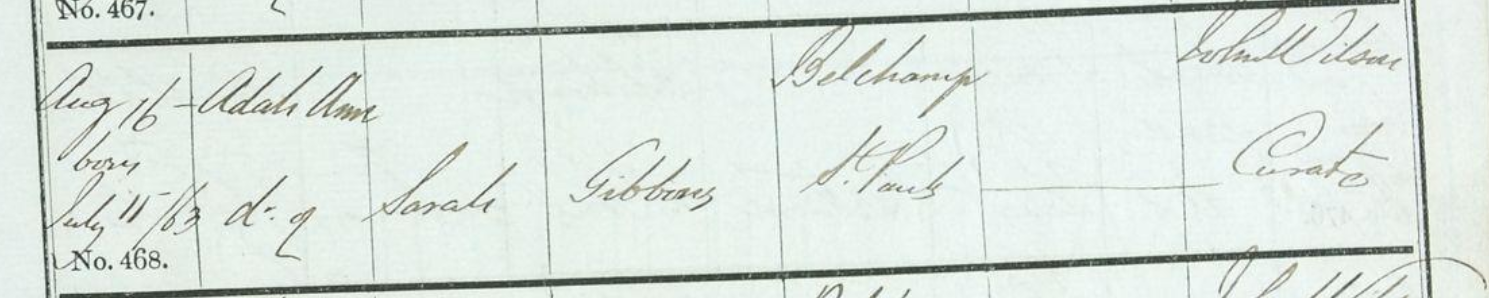 No. 467.
Aug 16 - Adah Ann
born
July 11 /63 dr. of
Sarah
Gibbons
Belchamp
St. Pauls
John Wilson
Curate
No. 468.